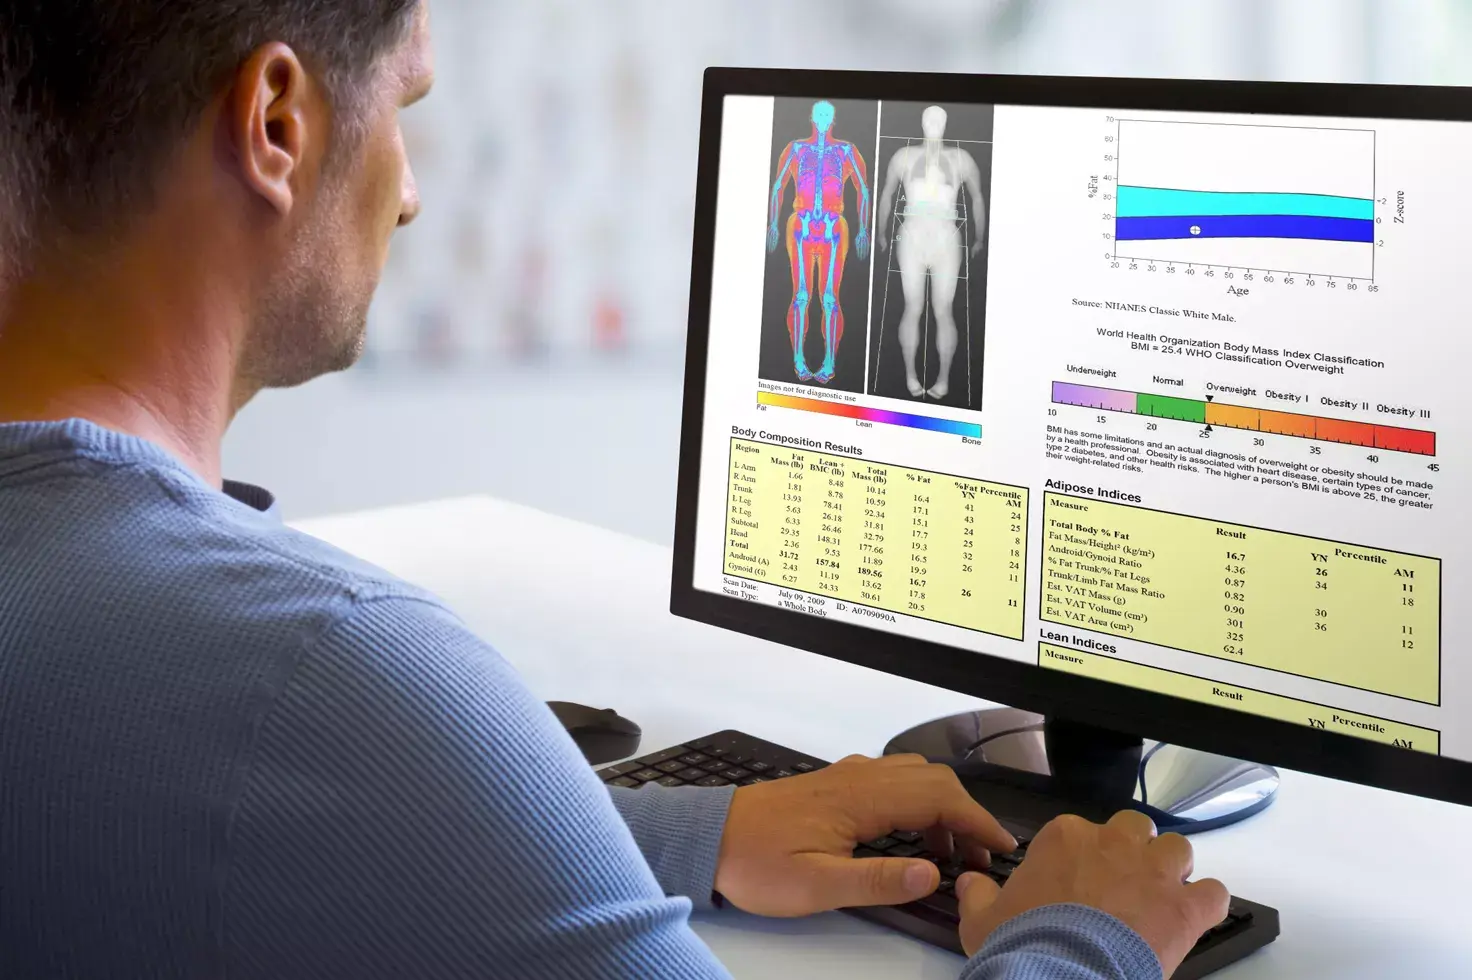 Images not for diagnostic use
Fat Lean Bone
Body Composition Results
Region Fat Mass (lb) Lean + BMC (lb) Total Mass (lb) % Fat %Fat Percentile YN AM
L Arm 1.66 8.48 10.14 16.4 41 24
R Arm 1.81 8.78 10.59 17.1 43 25
Trunk 13.93 78.41 92.34 15.1 24 8
L Leg 5.63 26.18 31.81 17.7 25 18
R Leg 6.33 26.46 32.79 19.3 32 24
Subtotal 29.35 148.31 177.66 16.5 26 11
Head 2.36 9.53 11.89 19.9
Total 31.72 157.84 189.56 16.7 26 11
Android (A) 2.43 11.19 13.62 17.8
Gynoid (G) 6.27 24.33 30.61 20.5
Scan Date: July 09, 2009 ID: A0709090A
Scan Type: a Whole Body
%Fat
70
60
50
40
30
20
10
0
20 25 30 35 40 45 50 55 60 65 70 75 80 85
Age
+2
0
-2
Z-score
Source: NHANES Classic White Male.
World Health Organization Body Mass Index Classification
BMI = 25.4 WHO Classification Overweight
Underweight Normal Overweight Obesity I Obesity II Obesity III
10 15 20 25 30 35 40 45
BMI has some limitations and an actual diagnosis of overweight or obesity should be made
by a health professional. Obesity is associated with heart disease, certain types of cancer,
type 2 diabetes, and other health risks. The higher a person's BMI is above 25, the greater
their weight-related risks.
Adipose Indices
Measure Result Percentile YN AM
Total Body % Fat 16.7 26 11
Fat Mass/Height² (kg/m²) 4.36 34 18
Android/Gynoid Ratio 0.87
% Fat Trunk/% Fat Legs 0.82 30 11
Trunk/Limb Fat Mass Ratio 0.90 36 12
Est. VAT Mass (g) 301
Est. VAT Volume (cm³) 325
Est. VAT Area (cm²) 62.4
Lean Indices
Measure Result Percentile YN AM